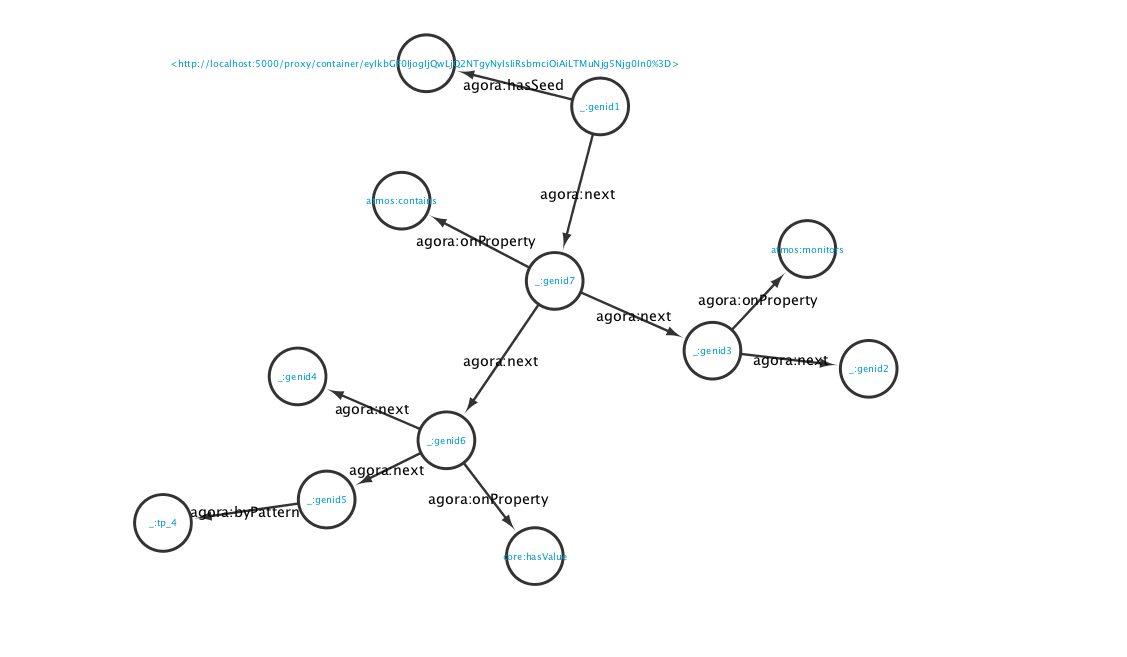 <http://localhost:5000/proxy/container/eyIkbGF0IjogIjQwLjQ2NTgyNyIsIiRsbmciOiAiLTMuNjg5Njg0In0%3D>
agora:hasSeed
_:genid1
agora:next
atmos:contains
agora:onProperty
atmos:monitors
_:genid7
agora:onProperty
agora:next
_:genid3
agora:next
agora:next
_:genid2
_:genid4
agora:next
_:genid6
agora:next
agora:onProperty
_:genid5
agora:byPattern
_:tp_4
core:hasValue